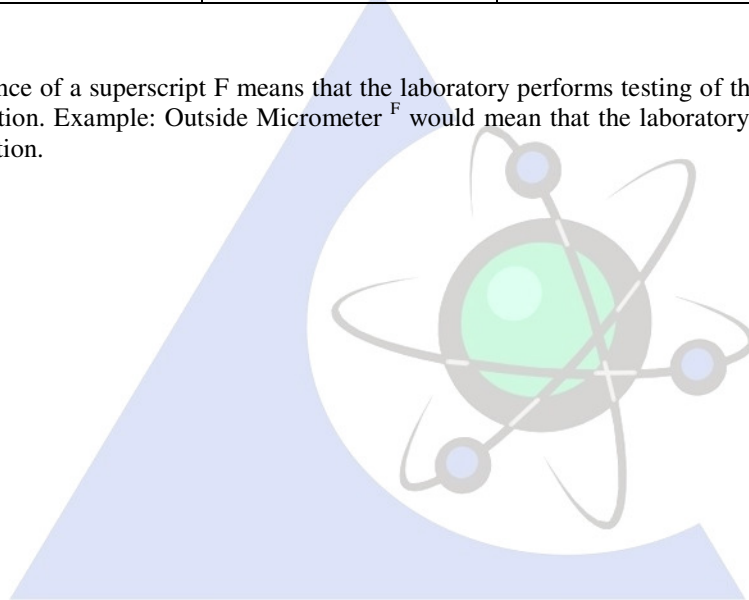 nce of a superscript F means that the laboratory performs testing of th
tion. Example: Outside Micrometer F would mean that the laboratory
tion.